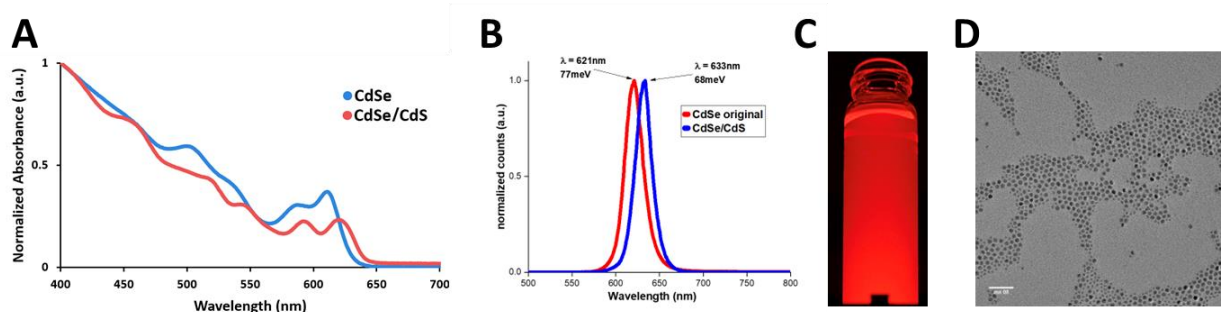 A
Normalized Absorbance (a.u.)
1
0.5
0
400
450
500
550
600
650
700
Wavelength (nm)
CdSe
CdSe/CdS
B
λ = 621nm
77meV
λ = 633nm
68meV
normalized counts (a.u.)
1.0
0.5
0.0
500
550
600
650
700
750
800
Wavelength (nm)
CdSe original
CdSe/CdS
C
D